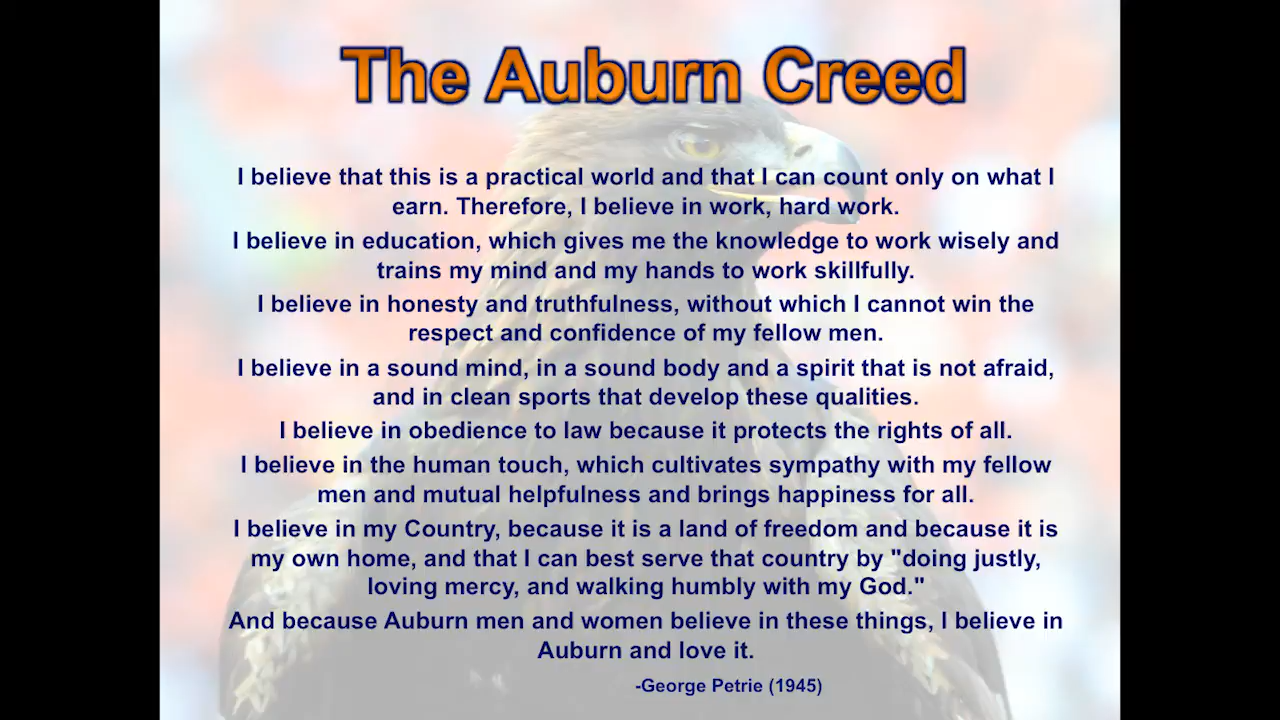 The Auburn Creed
I believe that this is a practical world and that I can count only on what I
earn. Therefore, I believe in work, hard work.
I believe in education, which gives me the knowledge to work wisely and
trains my mind and my hands to work skillfully.
I believe in honesty and truthfulness, without which I cannot win the
respect and confidence of my fellow men.
I believe in a sound mind, in a sound body and a spirit that is not afraid,
and in clean sports that develop these qualities.
I believe in obedience to law because it protects the rights of all.
I believe in the human touch, which cultivates sympathy with my fellow
men and mutual helpfulness and brings happiness for all.
I believe in my Country, because it is a land of freedom and because it is
my own home, and that I can best serve that country by "doing justly,
loving mercy, and walking humbly with my God."
And because Auburn men and women believe in these things, I believe in
Auburn and love it.
-George Petrie (1945)